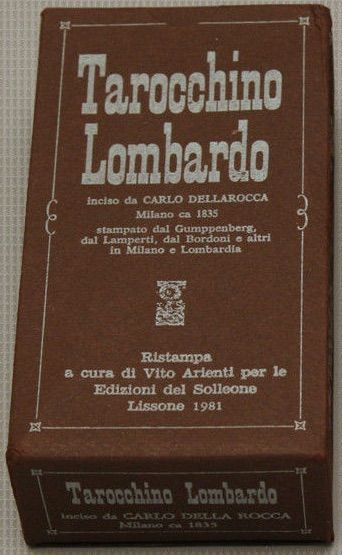 Tarocchino
Lombardo
inciso da CARLO DELLAROCCA
Milano ca 1835
stampato dal Gumppenberg,
dal Lamperti, dal Bordoni e altri
in Milano e Lombardia
Ristampa
a cura di Vito Arienti per le
Edizioni del Solleone
Lissone 1981
Tarocchino Lombardo
inciso da CARLO DELLA ROCCA
Milano ca 1835